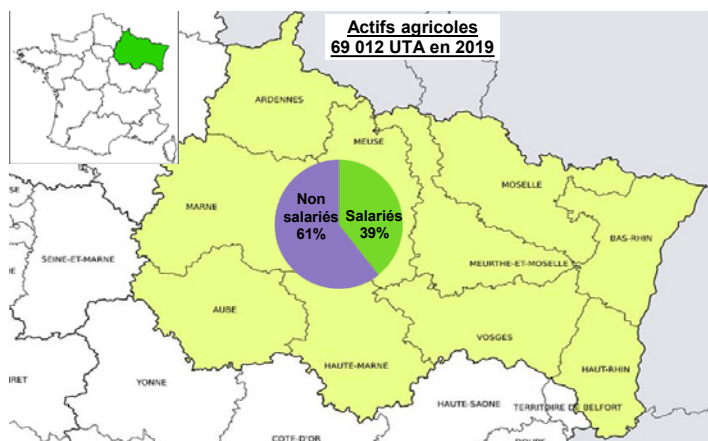 Actifs agricoles
69 012 UTA en 2019
ARDENNES
MEUSE
MOSELLE
MARNE
Non
salariés
61%
Salariés
39%
BAS-RHIN
SEINE-ET-MARNE
MEURTHE-ET-MOSELLE
AUBE
VOSGES
HAUTE-MARNE
HAUT-RHIN
YONNE
HAUTE-SAONE
TERRITOIRE DE BELFORT
COTE-D'OR